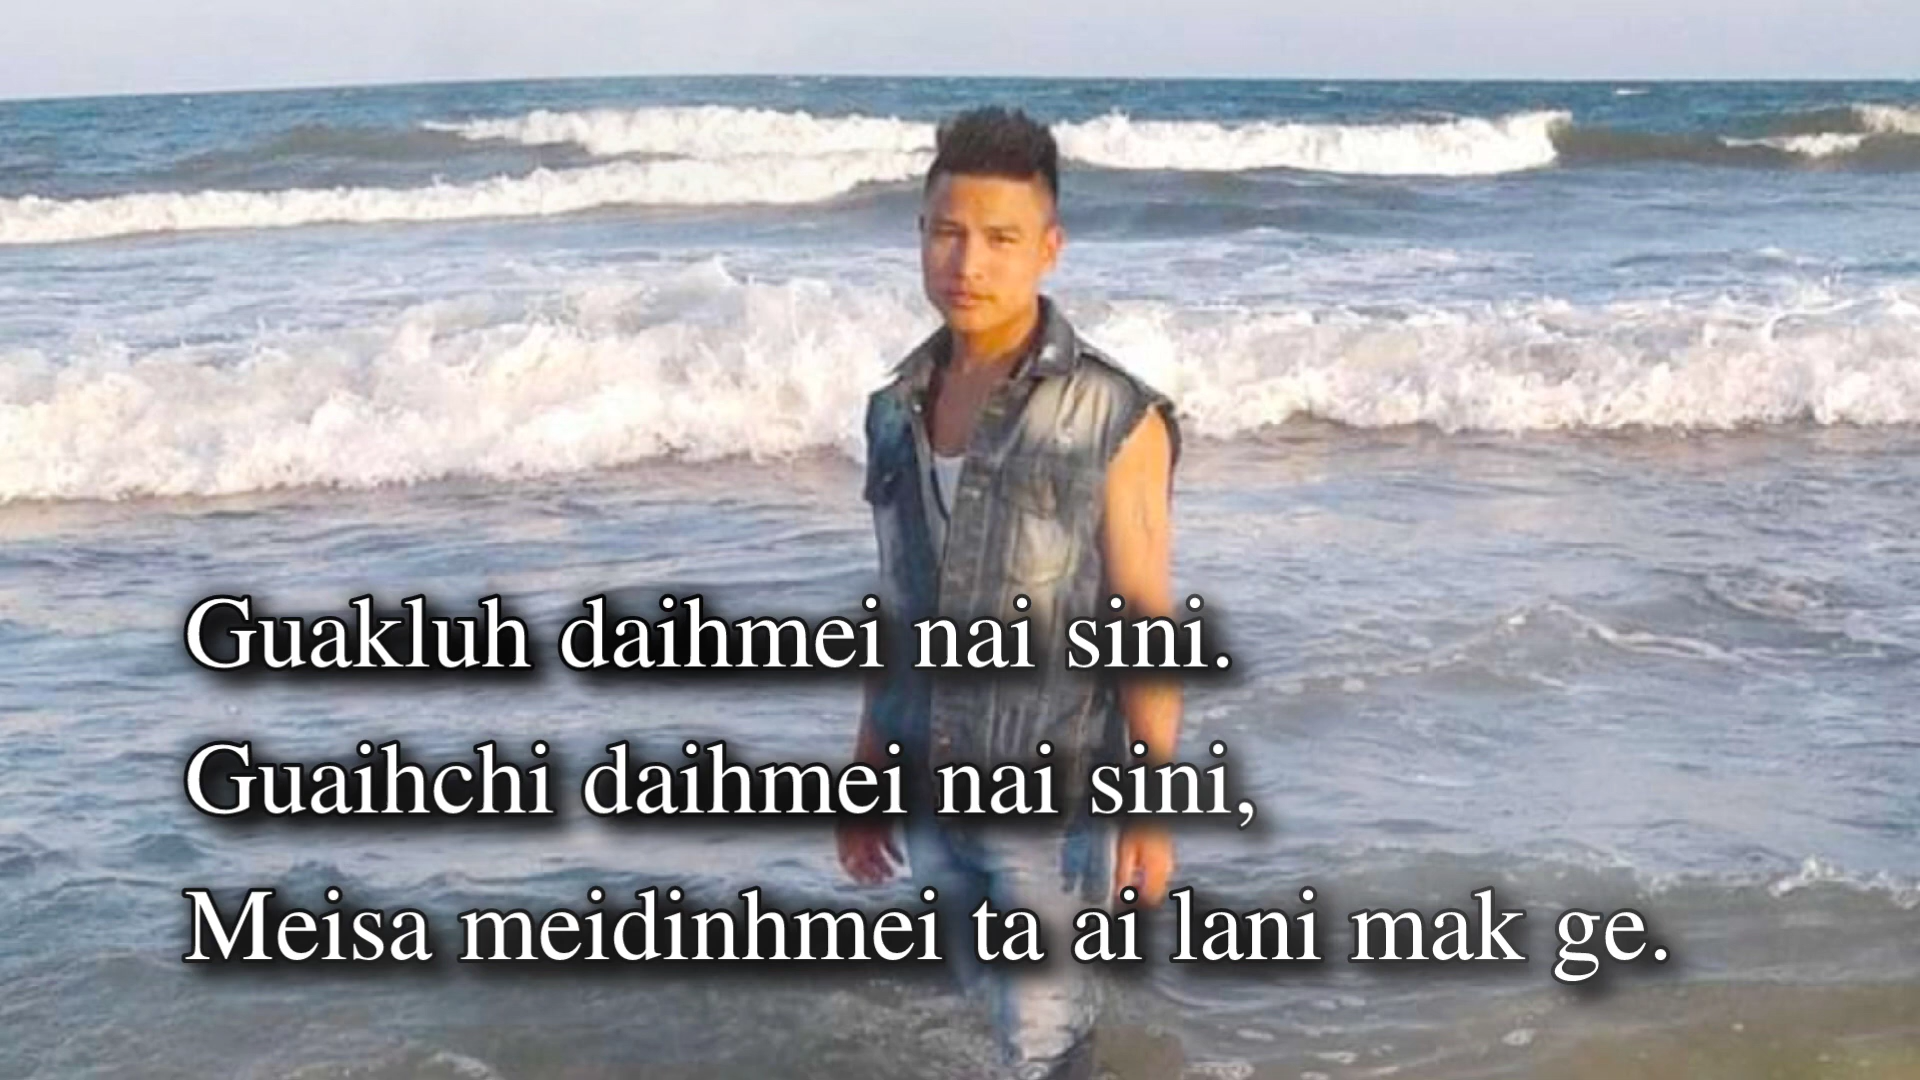 Guakluh daihmei nai sini.
Guaihchi daihmei nai sini,
Meisa meidinhmei ta ai lani mak ge.